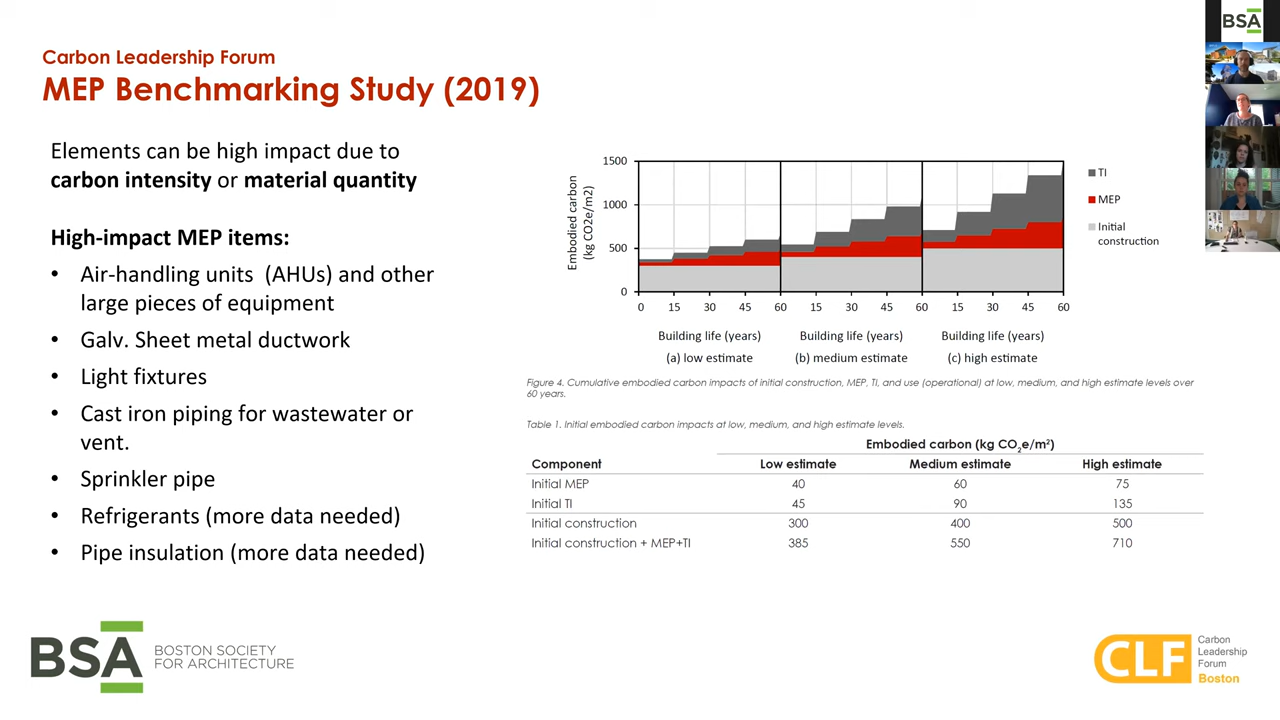 Carbon Leadership Forum
MEP Benchmarking Study (2019)
Elements can be high impact due to
carbon intensity or material quantity
High-impact MEP items:
• Air-handling units (AHUs) and other
large pieces of equipment
• Galv. Sheet metal ductwork
• Light fixtures
• Cast iron piping for wastewater or
vent.
• Sprinkler pipe
• Refrigerants (more data needed)
• Pipe insulation (more data needed)
Embodied carbon
(kg CO2e/m2)
1500
1000
500
0
0 15 30 45 60 15 30 45 60 15 30 45 60
Building life (years) Building life (years) Building life (years)
(a) low estimate (b) medium estimate (c) high estimate
TI
MEP
Initial
construction
Figure 4. Cumulative embodied carbon impacts of initial construction, MEP, TI, and use (operational) at low, medium, and high estimate levels over
60 years.
Table 1. Initial embodied carbon impacts at low, medium, and high estimate levels.
Embodied carbon (kg CO2e/m²)
Component Low estimate Medium estimate High estimate
Initial MEP 40 60 75
Initial TI 45 90 135
Initial construction 300 400 500
Initial construction + MEP+TI 385 550 710
BSA BOSTON SOCIETY
FOR ARCHITECTURE
CLF
Carbon
Leadership
Forum
Boston
BSA